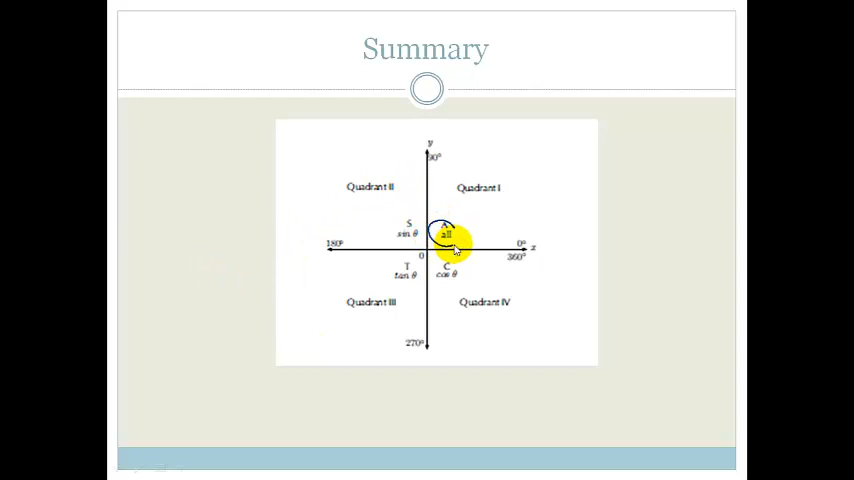 Summary
y
90°
Quadrant II
Quadrant I
S
A
sin θ
all
180°
0°
x
0
360°
T
C
tan θ
cos θ
Quadrant III
Quadrant IV
270°